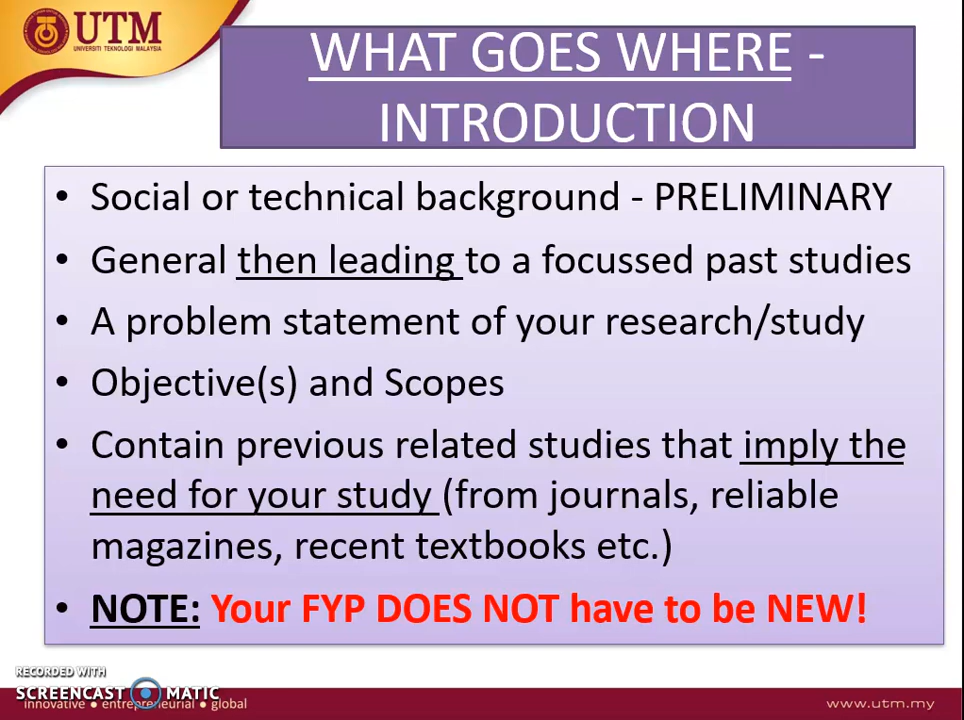 UTM
UNIVERSITI TEKNOLOGI MALAYSIA
WHAT GOES WHERE -
INTRODUCTION
• Social or technical background - PRELIMINARY
• General then leading to a focussed past studies
• A problem statement of your research/study
• Objective(s) and Scopes
• Contain previous related studies that imply the
need for your study (from journals, reliable
magazines, recent textbooks etc.)
• NOTE: Your FYP DOES NOT have to be NEW!
RECORDED WITH
SCREENCAST MATIC
innovative ● entrepreneurial ● global
www.utm.my